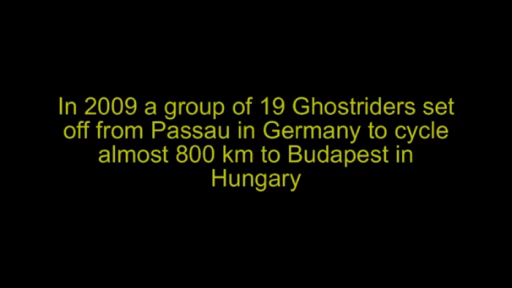 In 2009 a group of 19 Ghostriders set
off from Passau in Germany to cycle
almost 800 km to Budapest in
Hungary